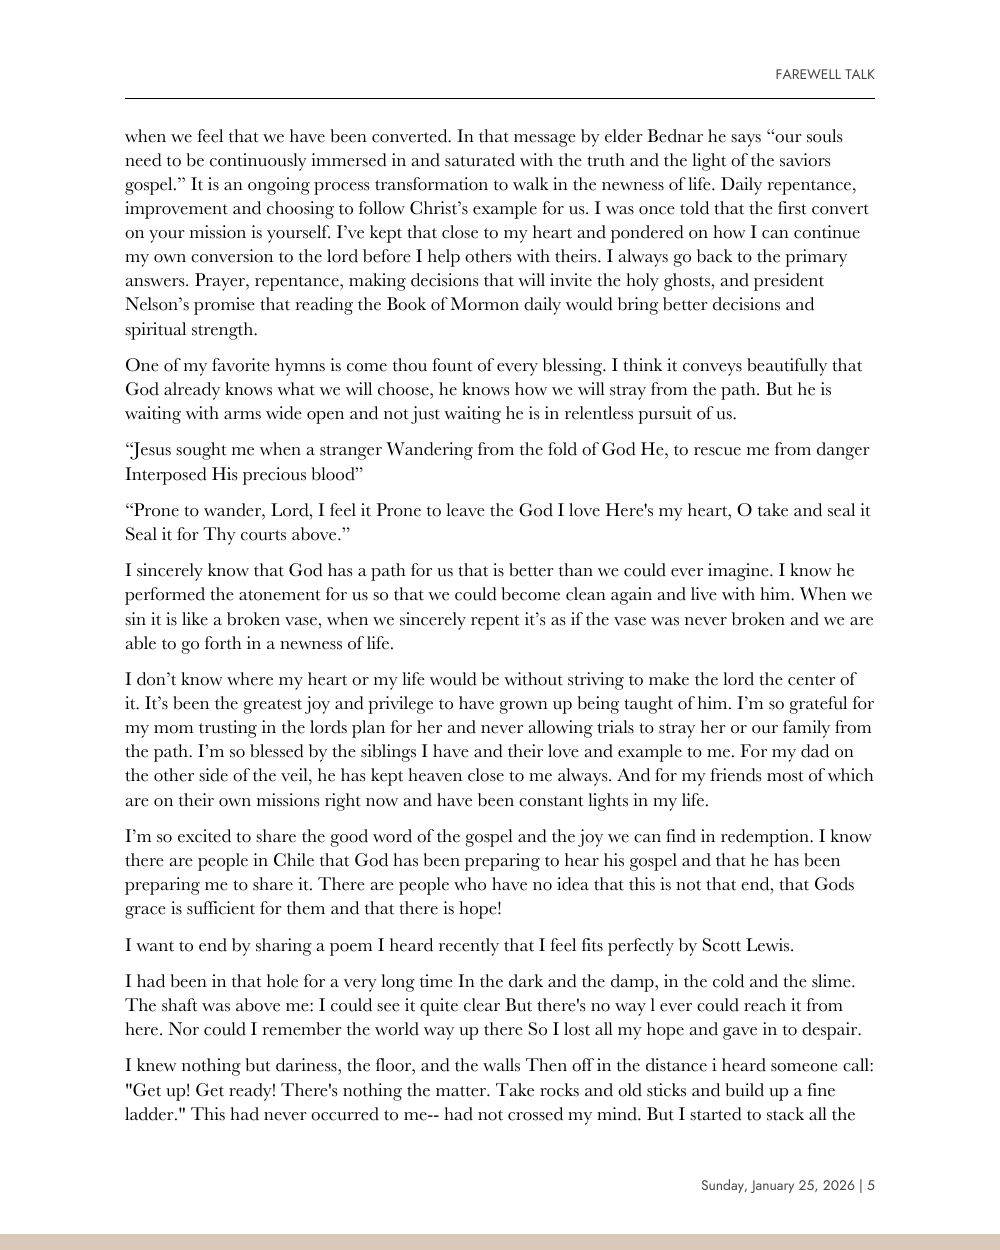 FAREWELL TALK
when we feel that we have been converted. In that message by elder Bednar he says “our souls
need to be continuously immersed in and saturated with the truth and the light of the saviors
gospel.” It is an ongoing process transformation to walk in the newness of life. Daily repentance,
improvement and choosing to follow Christ’s example for us. I was once told that the first convert
on your mission is yourself. I’ve kept that close to my heart and pondered on how I can continue
my own conversion to the lord before I help others with theirs. I always go back to the primary
answers. Prayer, repentance, making decisions that will invite the holy ghosts, and president
Nelson’s promise that reading the Book of Mormon daily would bring better decisions and
spiritual strength.
One of my favorite hymns is come thou fount of every blessing. I think it conveys beautifully that
God already knows what we will choose, he knows how we will stray from the path. But he is
waiting with arms wide open and not just waiting he is in relentless pursuit of us.
“Jesus sought me when a stranger Wandering from the fold of God He, to rescue me from danger
Interposed His precious blood”
“Prone to wander, Lord, I feel it Prone to leave the God I love Here's my heart, O take and seal it
Seal it for Thy courts above.”
I sincerely know that God has a path for us that is better than we could ever imagine. I know he
performed the atonement for us so that we could become clean again and live with him. When we
sin it is like a broken vase, when we sincerely repent it’s as if the vase was never broken and we are
able to go forth in a newness of life.
I don’t know where my heart or my life would be without striving to make the lord the center of
it. It’s been the greatest joy and privilege to have grown up being taught of him. I’m so grateful for
my mom trusting in the lords plan for her and never allowing trials to stray her or our family from
the path. I’m so blessed by the siblings I have and their love and example to me. For my dad on
the other side of the veil, he has kept heaven close to me always. And for my friends most of which
are on their own missions right now and have been constant lights in my life.
I’m so excited to share the good word of the gospel and the joy we can find in redemption. I know
there are people in Chile that God has been preparing to hear his gospel and that he has been
preparing me to share it. There are people who have no idea that this is not that end, that Gods
grace is sufficient for them and that there is hope!
I want to end by sharing a poem I heard recently that I feel fits perfectly by Scott Lewis.
I had been in that hole for a very long time In the dark and the damp, in the cold and the slime.
The shaft was above me: I could see it quite clear But there's no way l ever could reach it from
here. Nor could I remember the world way up there So I lost all my hope and gave in to despair.
I knew nothing but dariness, the floor, and the walls Then off in the distance i heard someone call:
"Get up! Get ready! There's nothing the matter. Take rocks and old sticks and build up a fine
ladder." This had never occurred to me-- had not crossed my mind. But I started to stack all the
Sunday, January 25, 2026 | 5